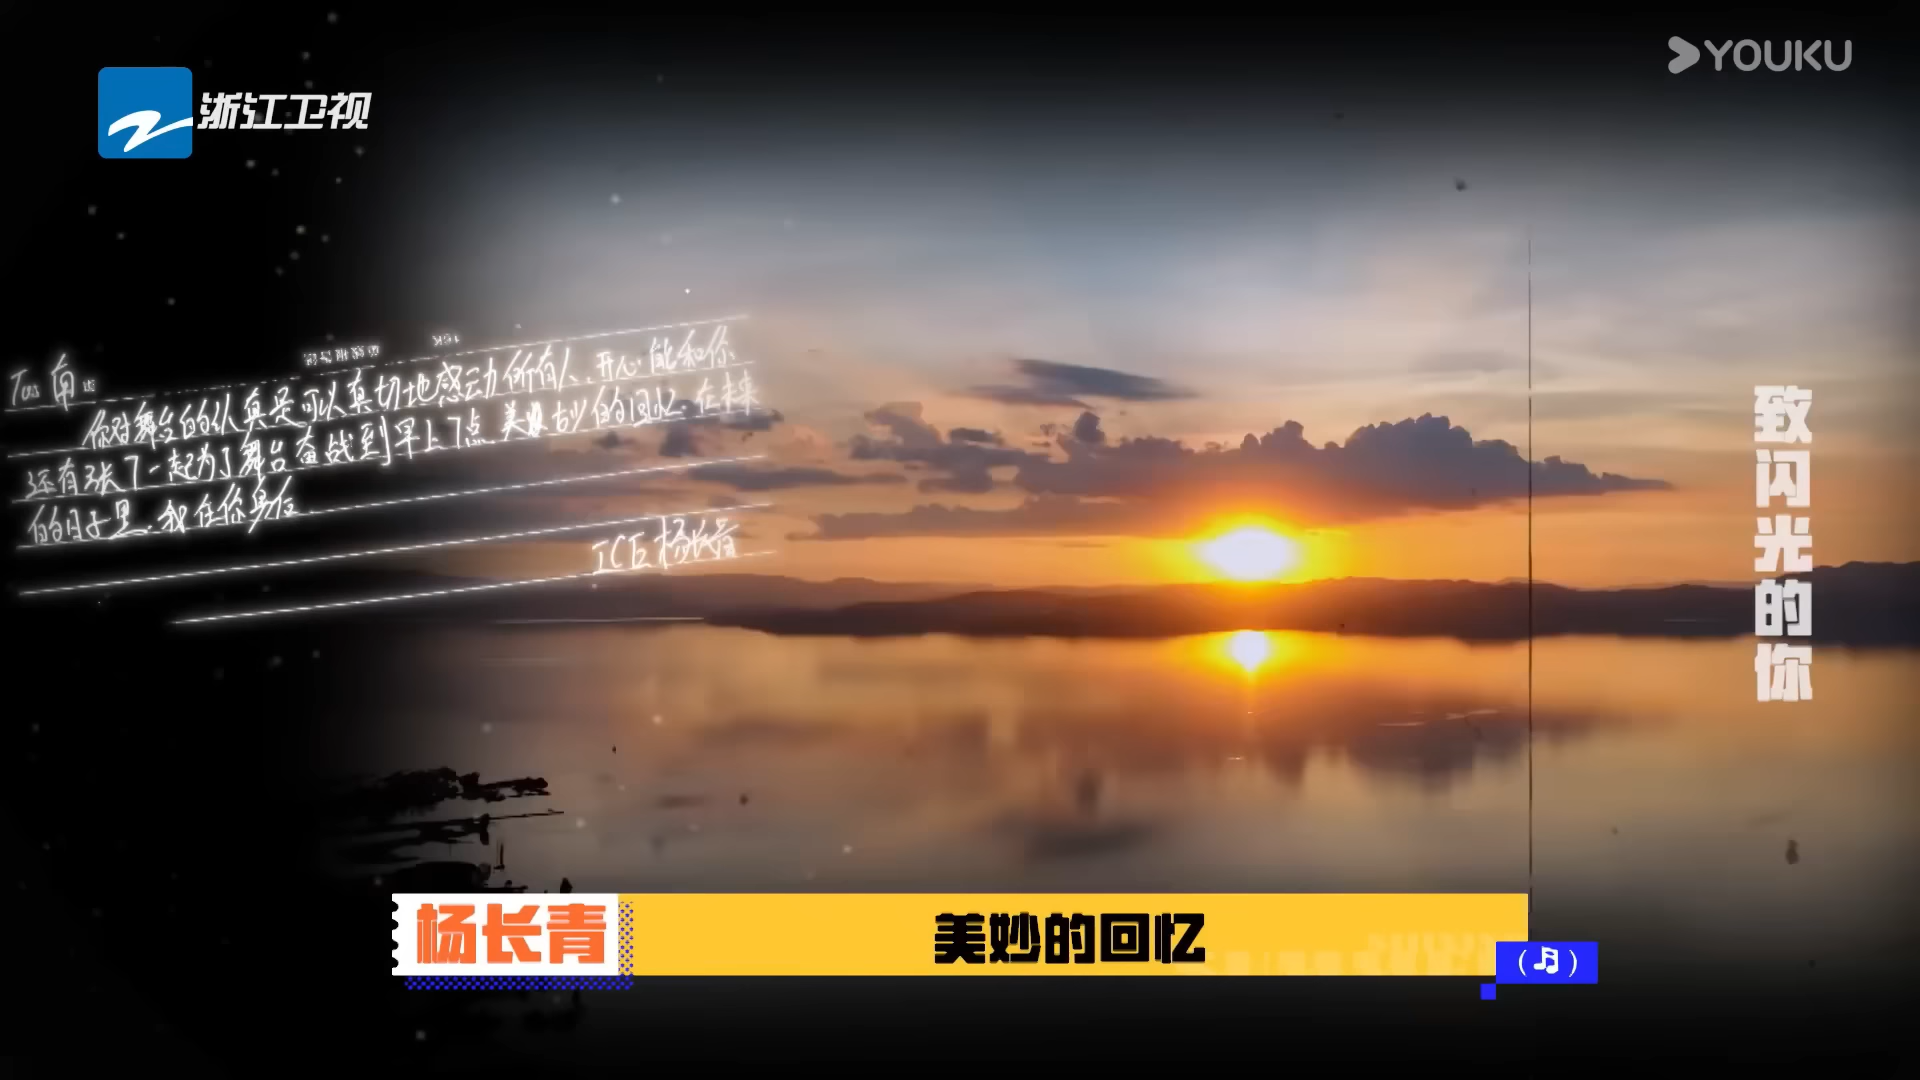 浙江卫视
YOUKU
To:
你对舞台的认真是可以真切地感动所有人.开心能和你
还有张了一起为了舞台奋战到早上7点.美妙的回忆.在未来
的日子里.我在你身后
ICE 杨长青
致闪光的你
杨长青
美妙的回忆